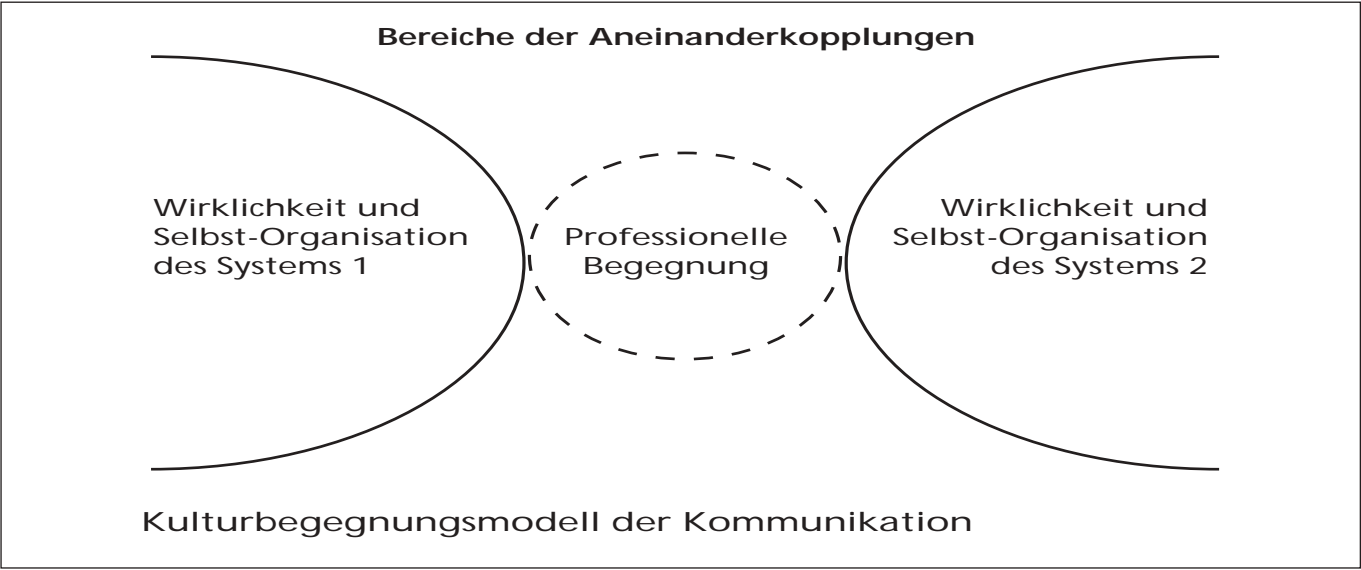 Bereiche der Aneinanderkopplungen
Wirklichkeit und
Selbst-Organisation
des Systems 1
Professionelle
Begegnung
Wirklichkeit und
Selbst-Organisation
des Systems 2
Kulturbegegnungsmodell der Kommunikation